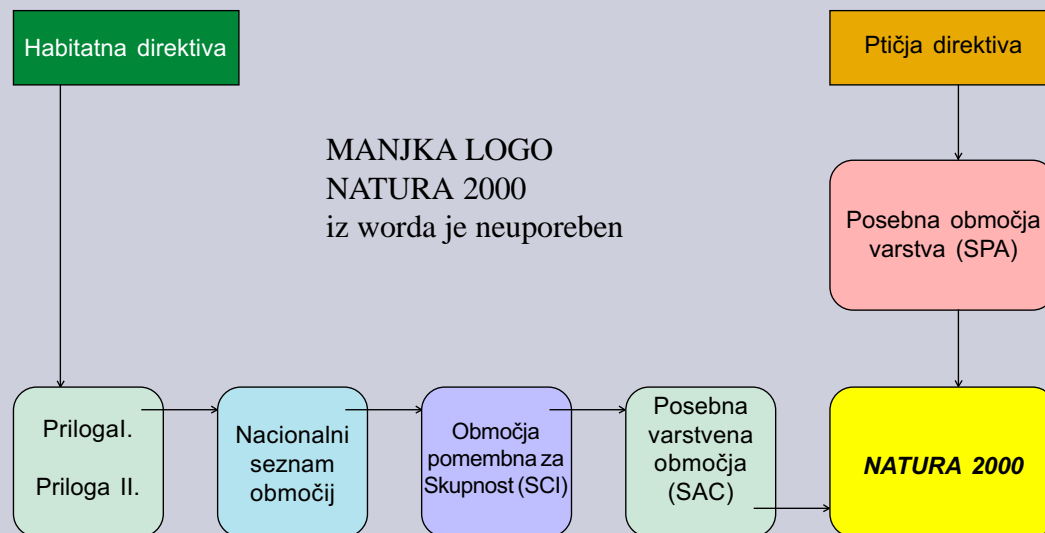 Habitatna direktiva
Ptičja direktiva
MANJKA LOGO
NATURA 2000
iz worda je neuporeben
Posebna območja
varstva (SPA)
PrilogaI.
Priloga II.
Nacionalni
seznam
območij
Območja
pomembna za
Skupnost (SCI)
Posebna
varstvena
območja
(SAC)
NATURA 2000